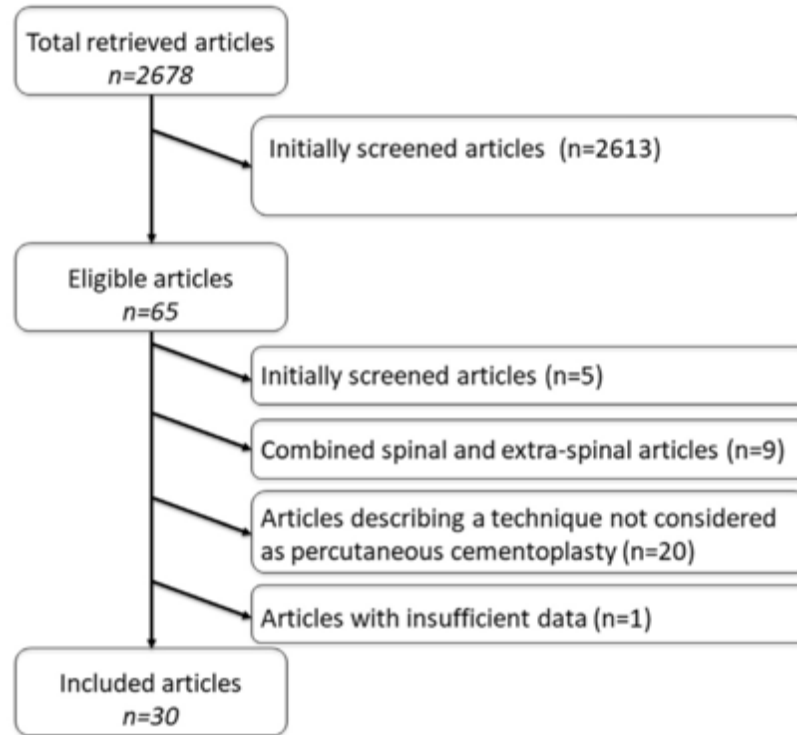 Total retrieved articles
n=2678
Initially screened articles (n=2613)
Eligible articles
n=65
Initially screened articles (n=5)
Combined spinal and extra-spinal articles (n=9)
Articles describing a technique not considered
as percutaneous cementoplasty (n=20)
Articles with insufficient data (n=1)
Included articles
n=30